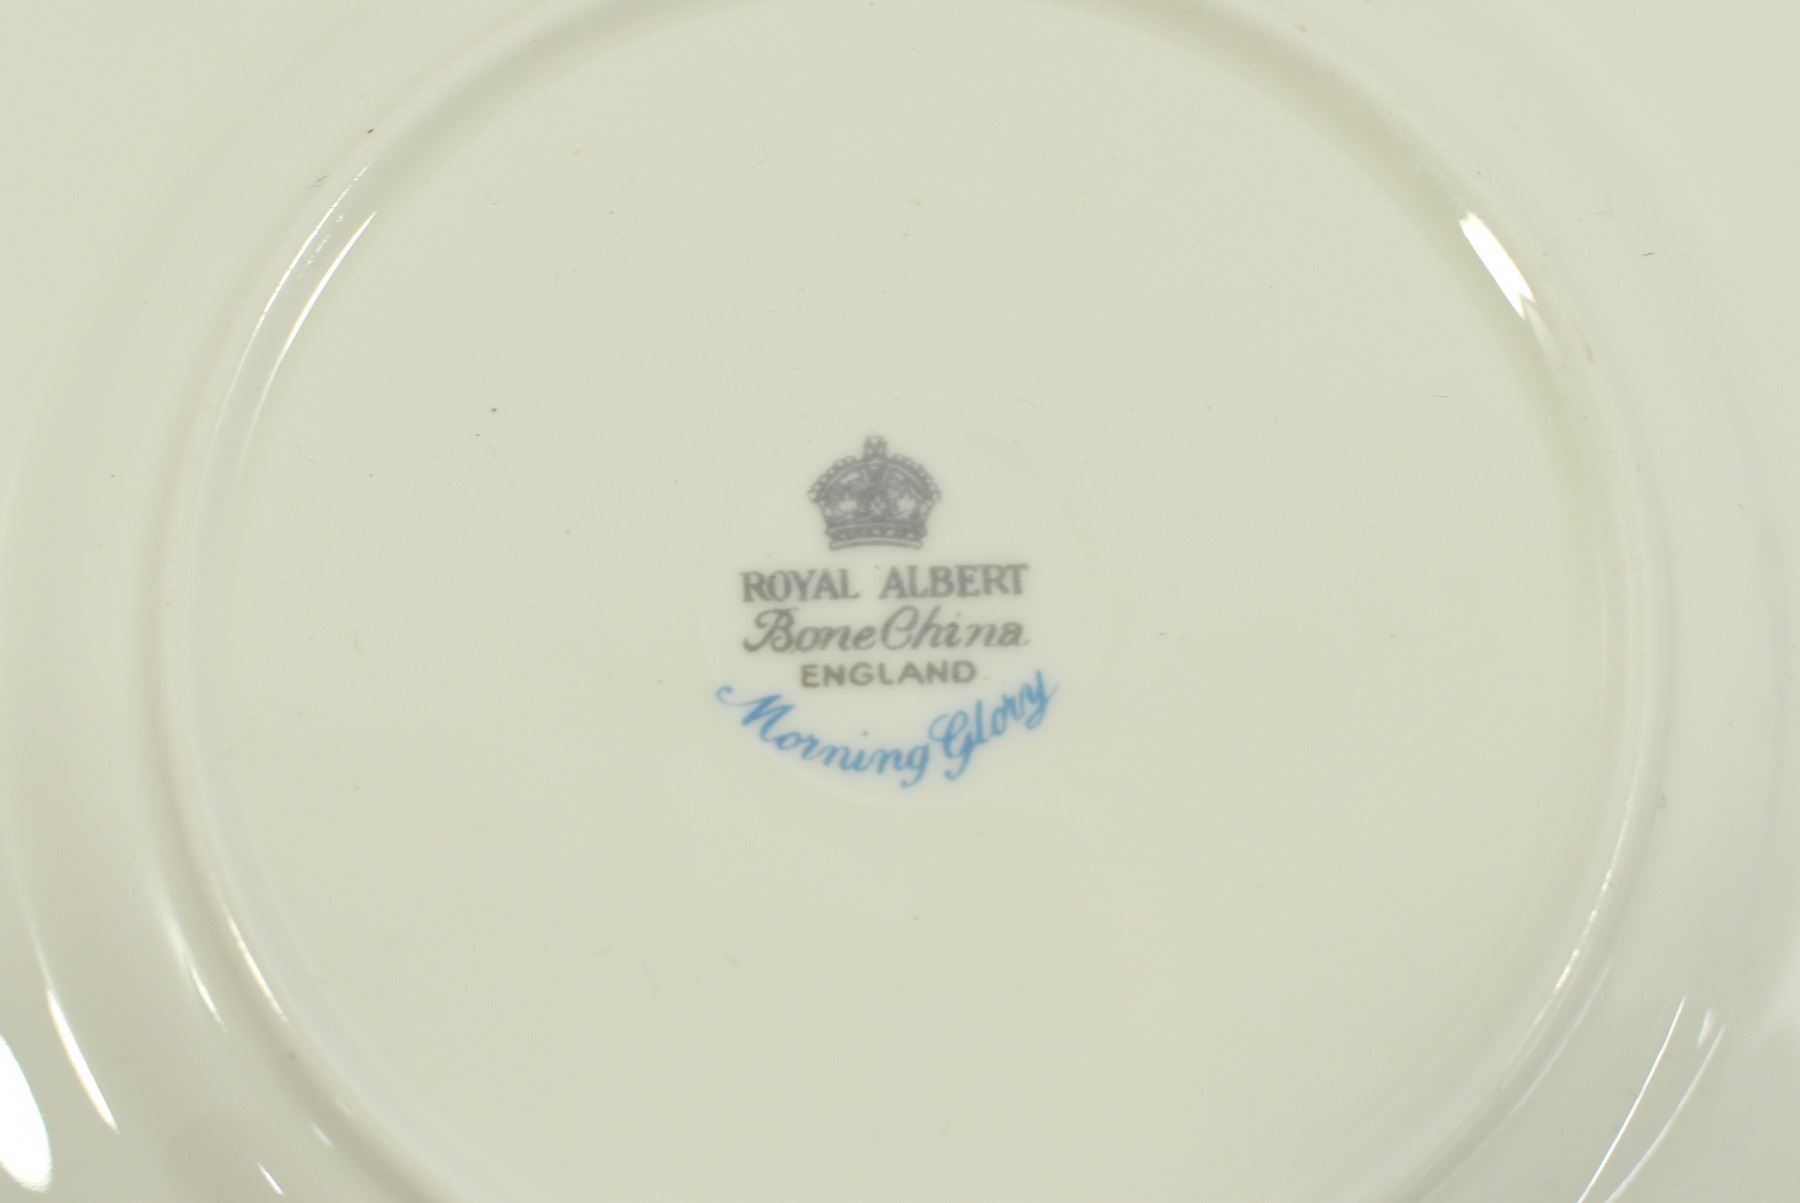 ROYAL ALBERT
Bone China
ENGLAND
Morning Glory